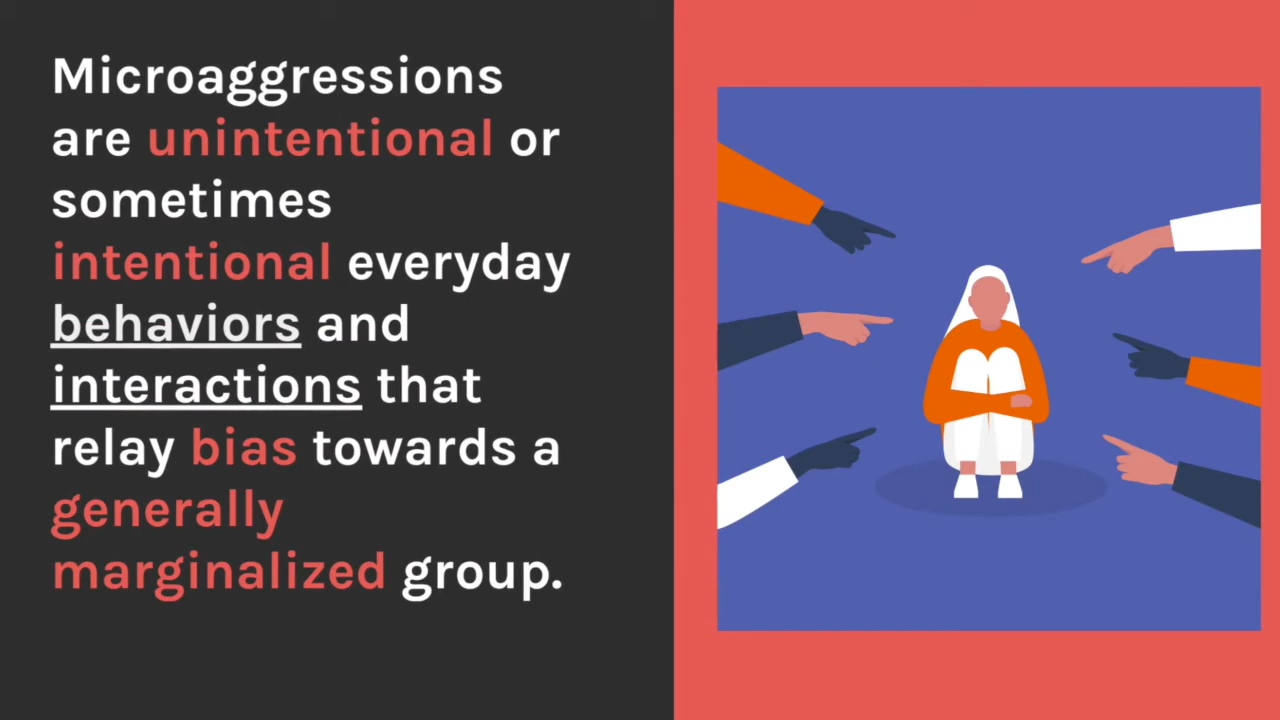 Microaggressions
are unintentional or
sometimes
intentional everyday
behaviors and
interactions that
relay bias towards a
generally
marginalized group.